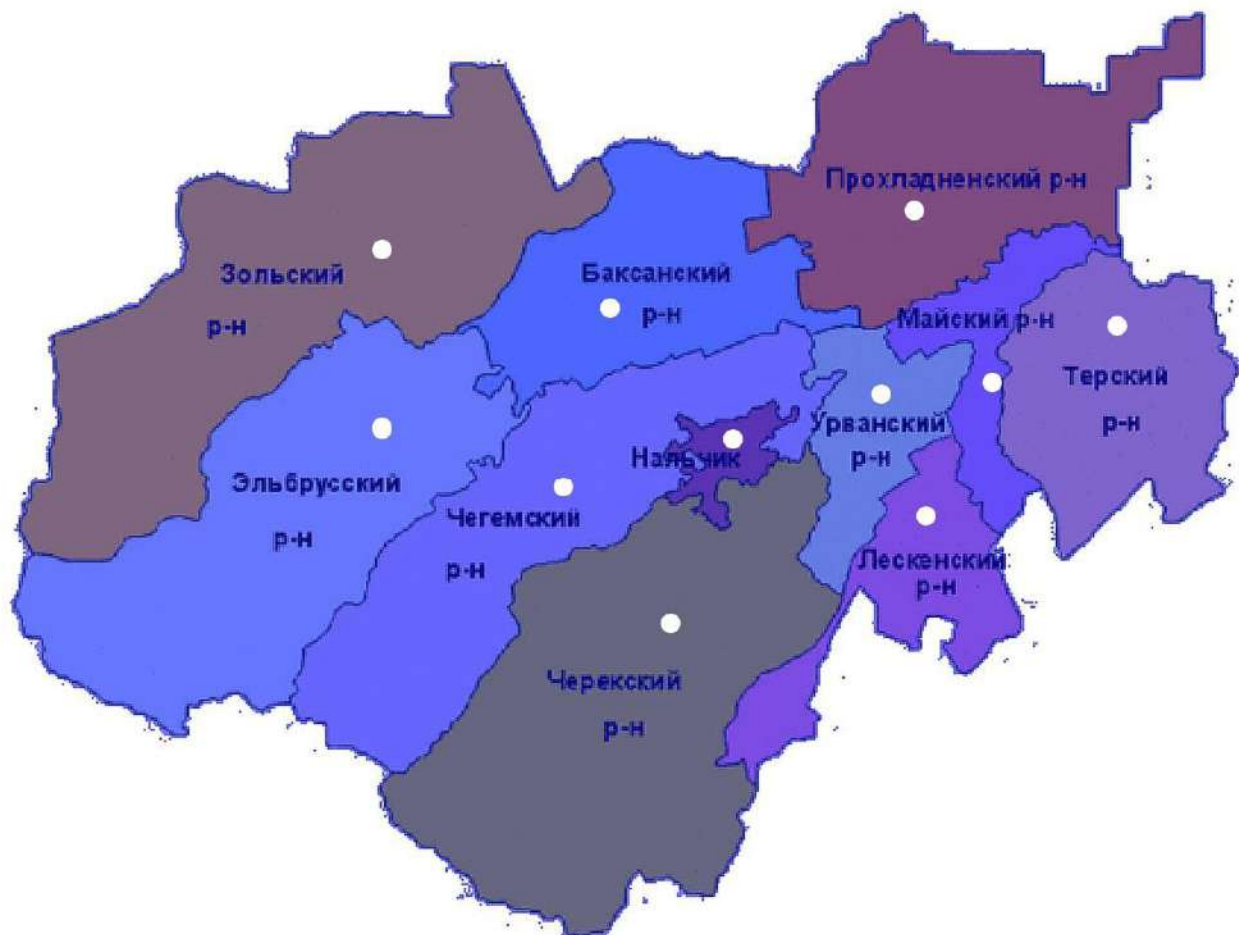 Прохладненский р-н
Зольский
р-н
Баксанский
р-н
Майский р-н
Терский
р-н
Эльбрусский
р-н
Чегемский
р-н
Нальчик
Урванский
р-н
Лескенский
р-н
Черекский
р-н